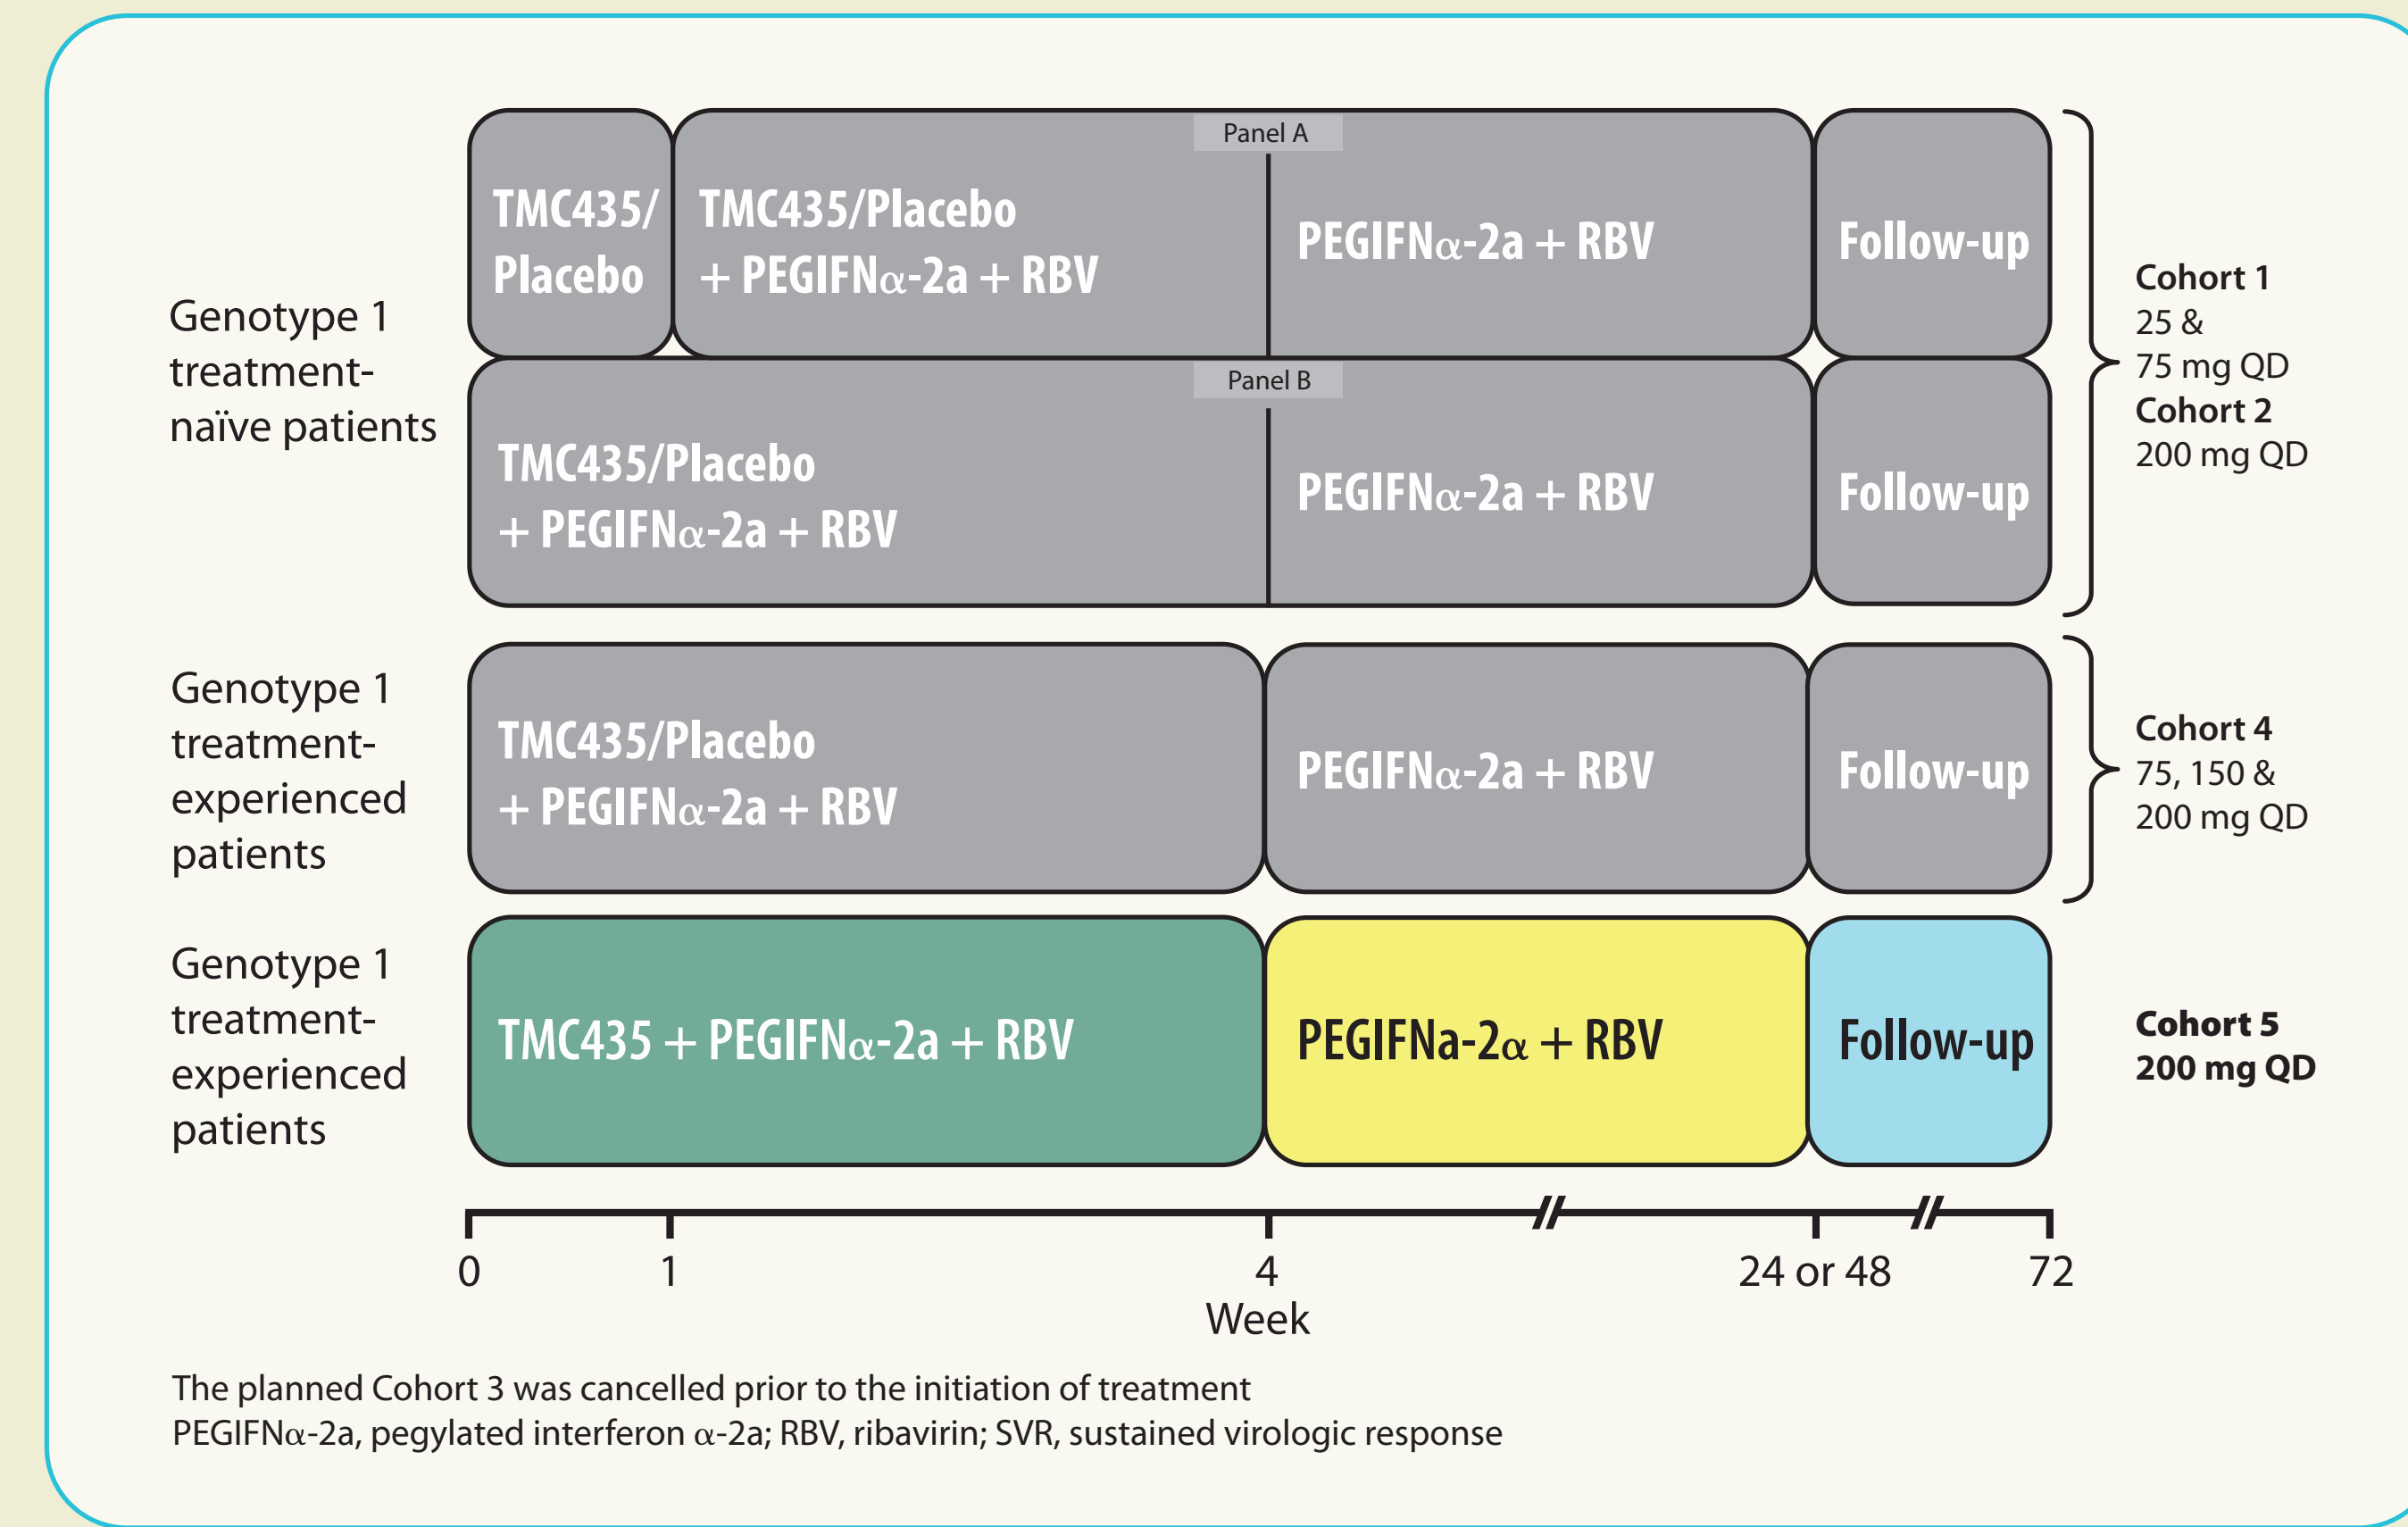 Genotype 1
treatment-
naïve patients
Panel A
TMC435/
Placebo
TMC435/Placebo
+ PEGIFNα-2a + RBV
PEGIFNα-2a + RBV
Follow-up
Panel B
TMC435/Placebo
+ PEGIFNα-2a + RBV
PEGIFNα-2a + RBV
Follow-up
Cohort 1
25 &
75 mg QD
Cohort 2
200 mg QD
Genotype 1
treatment-
experienced
patients
TMC435/Placebo
+ PEGIFNα-2a + RBV
PEGIFNα-2a + RBV
Follow-up
Cohort 4
75, 150 &
200 mg QD
Genotype 1
treatment-
experienced
patients
TMC435 + PEGIFNα-2a + RBV
PEGIFNa-2α + RBV
Follow-up
Cohort 5
200 mg QD
0 1 4 24 or 48 72
Week
The planned Cohort 3 was cancelled prior to the initiation of treatment
PEGIFNα-2a, pegylated interferon α-2a; RBV, ribavirin; SVR, sustained virologic response